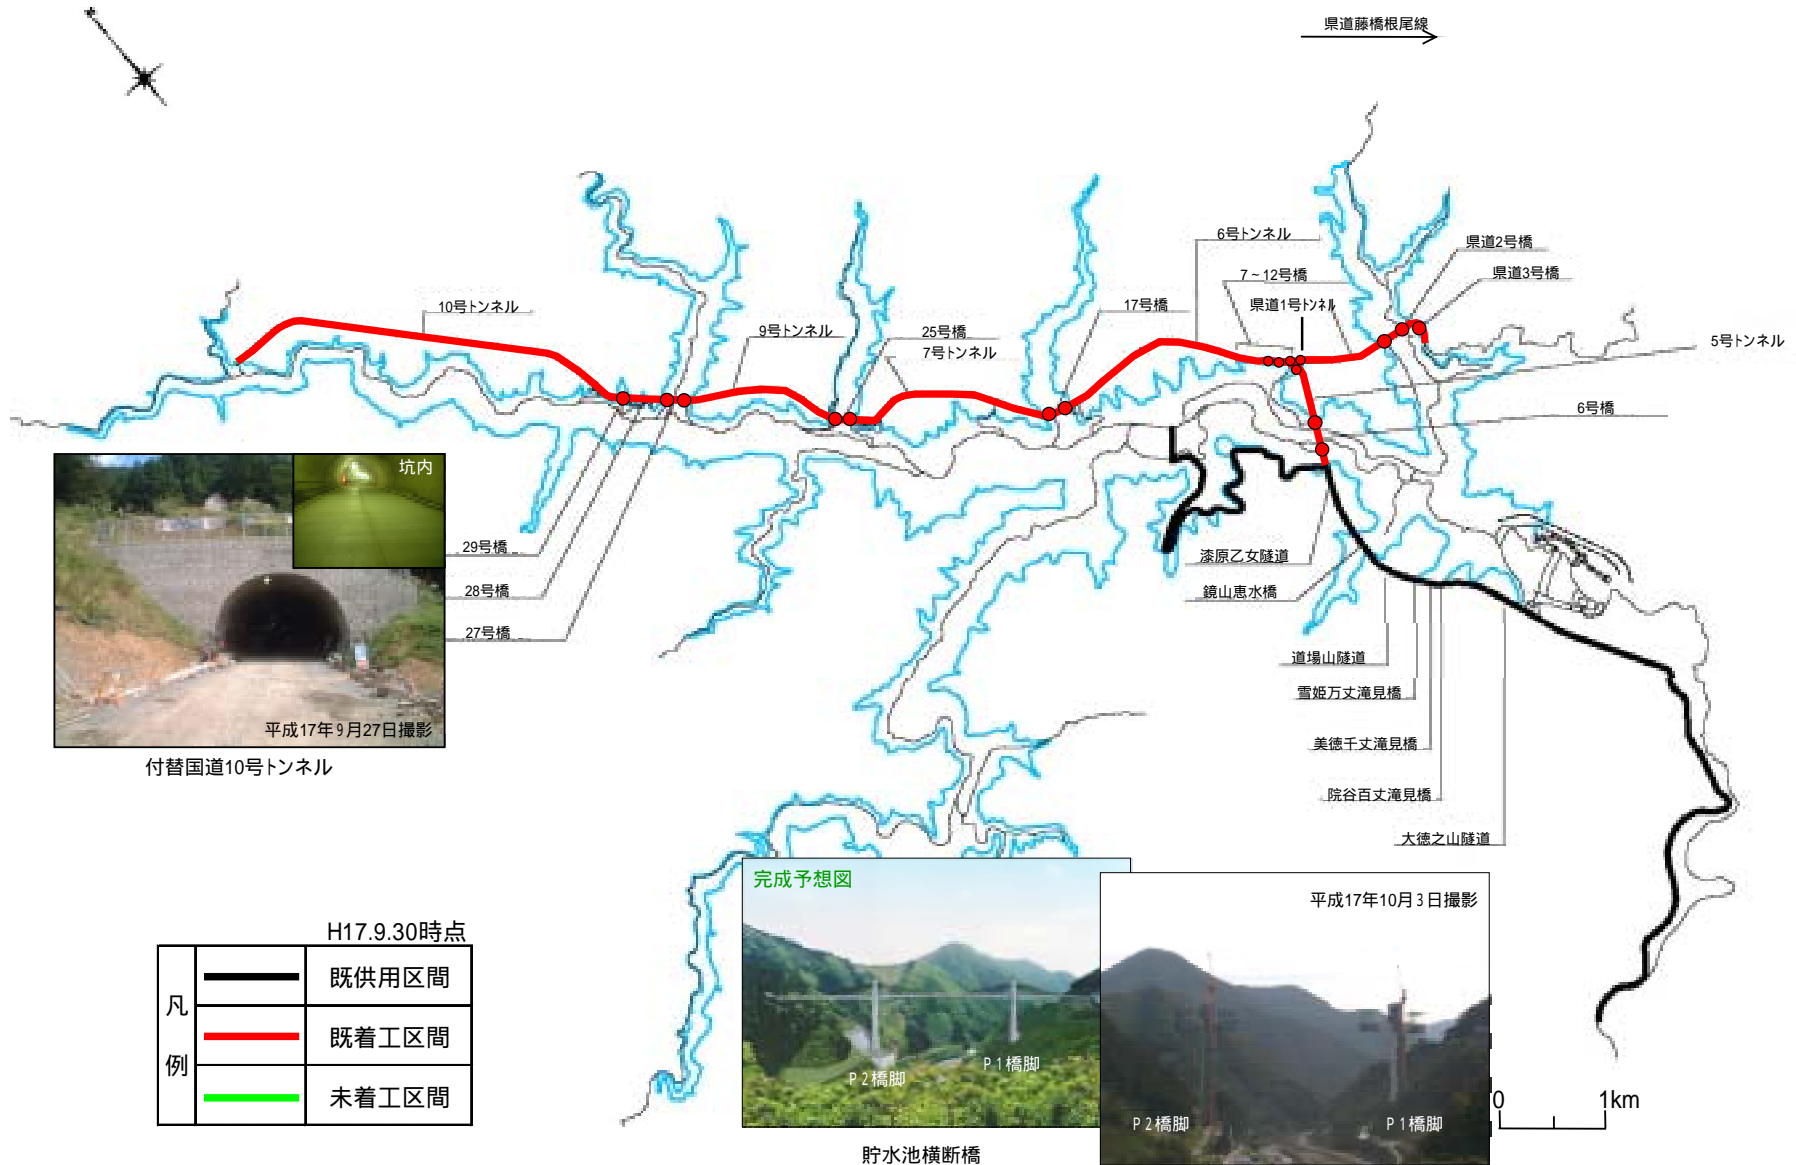 県道藤橋根尾線
6号トンネル
県道2号橋
7～12号橋
県道3号橋
10号トンネル
17号橋
県道1号トンネル
9号トンネル
25号橋
5号トンネル
7号トンネル
6号橋
坑内
29号橋
漆原乙女隧道
28号橋
鏡山恵水橋
27号橋
道場山隧道
雪姫万丈滝見橋
平成17年9月27日撮影
美徳千丈滝見橋
付替国道10号トンネル
院谷百丈滝見橋
大徳之山隧道
完成予想図
平成17年10月3日撮影
P1橋脚
P2橋脚
P2橋脚
P1橋脚
貯水池横断橋
0 1km
H17.9.30時点
凡例
既供用区間
既着工区間
未着工区間